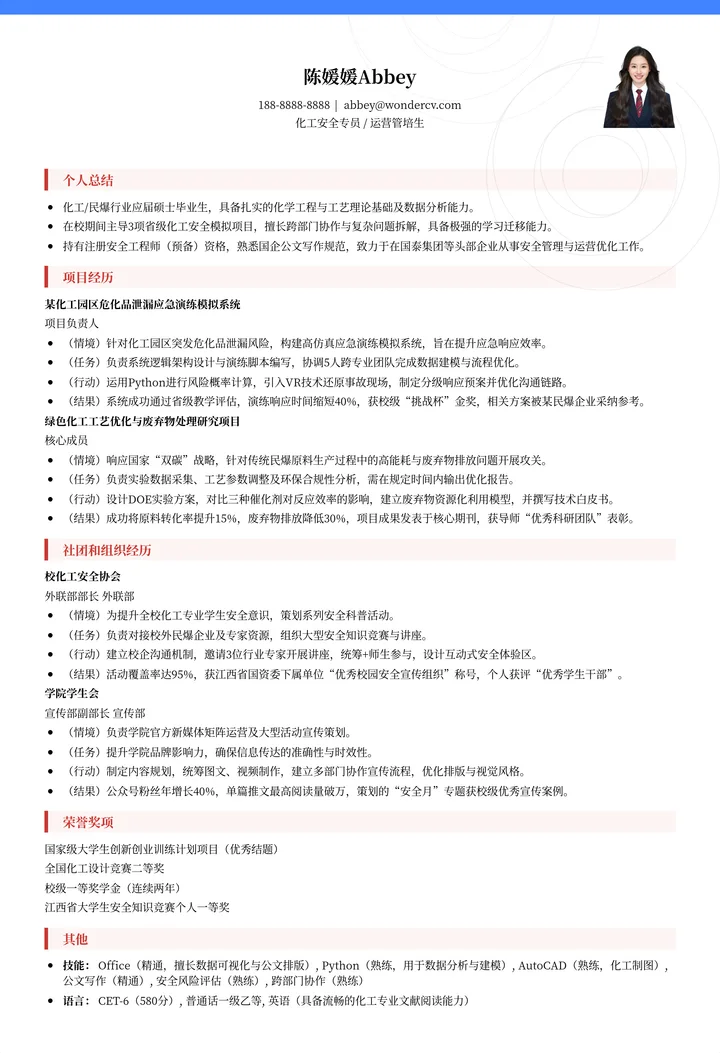 陈媛媛Abbey
188-8888-8888 | abbey@wondercv.com
化工安全专员 / 运营管培生
个人总结
化工/民爆行业应届硕士毕业生，具备扎实的化学工程与工艺理论基础及数据分析能力。
在校期间主导3项省级化工安全模拟项目，擅长跨部门协作与复杂问题拆解，具备极强的学习迁移能力。
持有注册安全工程师（预备）资格，熟悉国企公文写作规范，致力于在国泰集团等头部企业从事安全管理与运营优化工作。
项目经历
某化工园区危化品泄漏应急演练模拟系统
项目负责人
（情境）针对化工园区突发危化品泄漏风险，构建高仿真应急演练模拟系统，旨在提升应急响应效率。
（任务）负责系统逻辑架构设计与演练脚本编写，协调5人跨专业团队完成数据建模与流程优化。
（行动）运用Python进行风险概率计算，引入VR技术还原事故现场，制定分级响应预案并优化沟通链路。
（结果）系统成功通过省级教学评估，演练响应时间缩短40%，获校级“挑战杯”金奖，相关方案被某民爆企业采纳参考。
绿色化工工艺优化与废弃物处理研究项目
核心成员
（情境）响应国家“双碳”战略，针对传统民爆原料生产过程中的高能耗与废弃物排放问题开展攻关。
（任务）负责实验数据采集、工艺参数调整及环保合规性分析，需在规定时间内输出优化报告。
（行动）设计DOE实验方案，对比三种催化剂对反应效率的影响，建立废弃物资源化利用模型，并撰写技术白皮书。
（结果）成功将原料转化率提升15%，废弃物排放降低30%，项目成果发表于核心期刊，获导师“优秀科研团队”表彰。
社团和组织经历
校化工安全协会
外联部部长 外联部
（情境）为提升全校化工专业学生安全意识，策划系列安全科普活动。
（任务）负责对接校外民爆企业及专家资源，组织大型安全知识竞赛与讲座。
（行动）建立校企沟通机制，邀请3位行业专家开展讲座，统筹+师生参与，设计互动式安全体验区。
（结果）活动覆盖率达95%，获江西省国资委下属单位“优秀校园安全宣传组织”称号，个人获评“优秀学生干部”。
学院学生会
宣传部副部长 宣传部
（情境）负责学院官方新媒体矩阵运营及大型活动宣传策划。
（任务）提升学院品牌影响力，确保信息传达的准确性与时效性。
（行动）制定内容规划，统筹图文、视频制作，建立多部门协作宣传流程，优化排版与视觉风格。
（结果）公众号粉丝年增长40%，单篇推文最高阅读量破万，策划的“安全月”专题获校级优秀宣传案例。
荣誉奖项
国家级大学生创新创业训练计划项目（优秀结题）
全国化工设计竞赛二等奖
校级一等奖学金（连续两年）
江西省大学生安全知识竞赛个人一等奖
其他
技能： Office（精通，擅长数据可视化与公文排版）, Python（熟练，用于数据分析与建模）, AutoCAD（熟练，化工制图）,
公文写作（精通）, 安全风险评估（熟练）, 跨部门协作（熟练）
语言： CET-6（580分）, 普通话一级乙等, 英语（具备流畅的化工专业文献阅读能力）